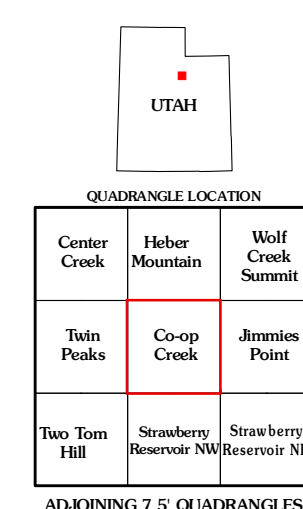 UTAH
QUADRANGLE LOCATION
Center
Creek
Heber
Mountain
Wolf
Creek
Summit
Twin
Peaks
Co-op
Creek
Jimmies
Point
Two Tom
Hill
Strawberry
Reservoir NW
Strawberry
Reservoir
ADJOINING 7.5' QUADRANGLES